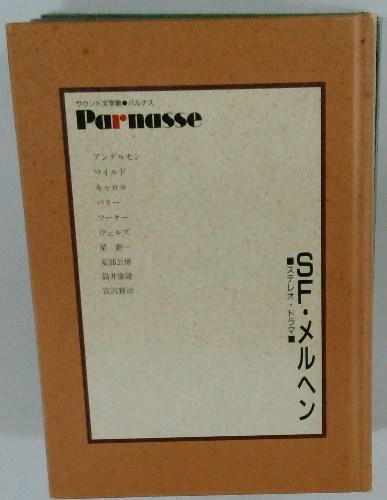 サウンド文学館●パルナス
Parnasse
アンデルセン
ワイルド
キャロル
バリー
フーケー
ウェルズ
星 新一
安部公房
筒井康隆
宮沢賢治
SF・メルヘン
■ステレオ・ドラマ■